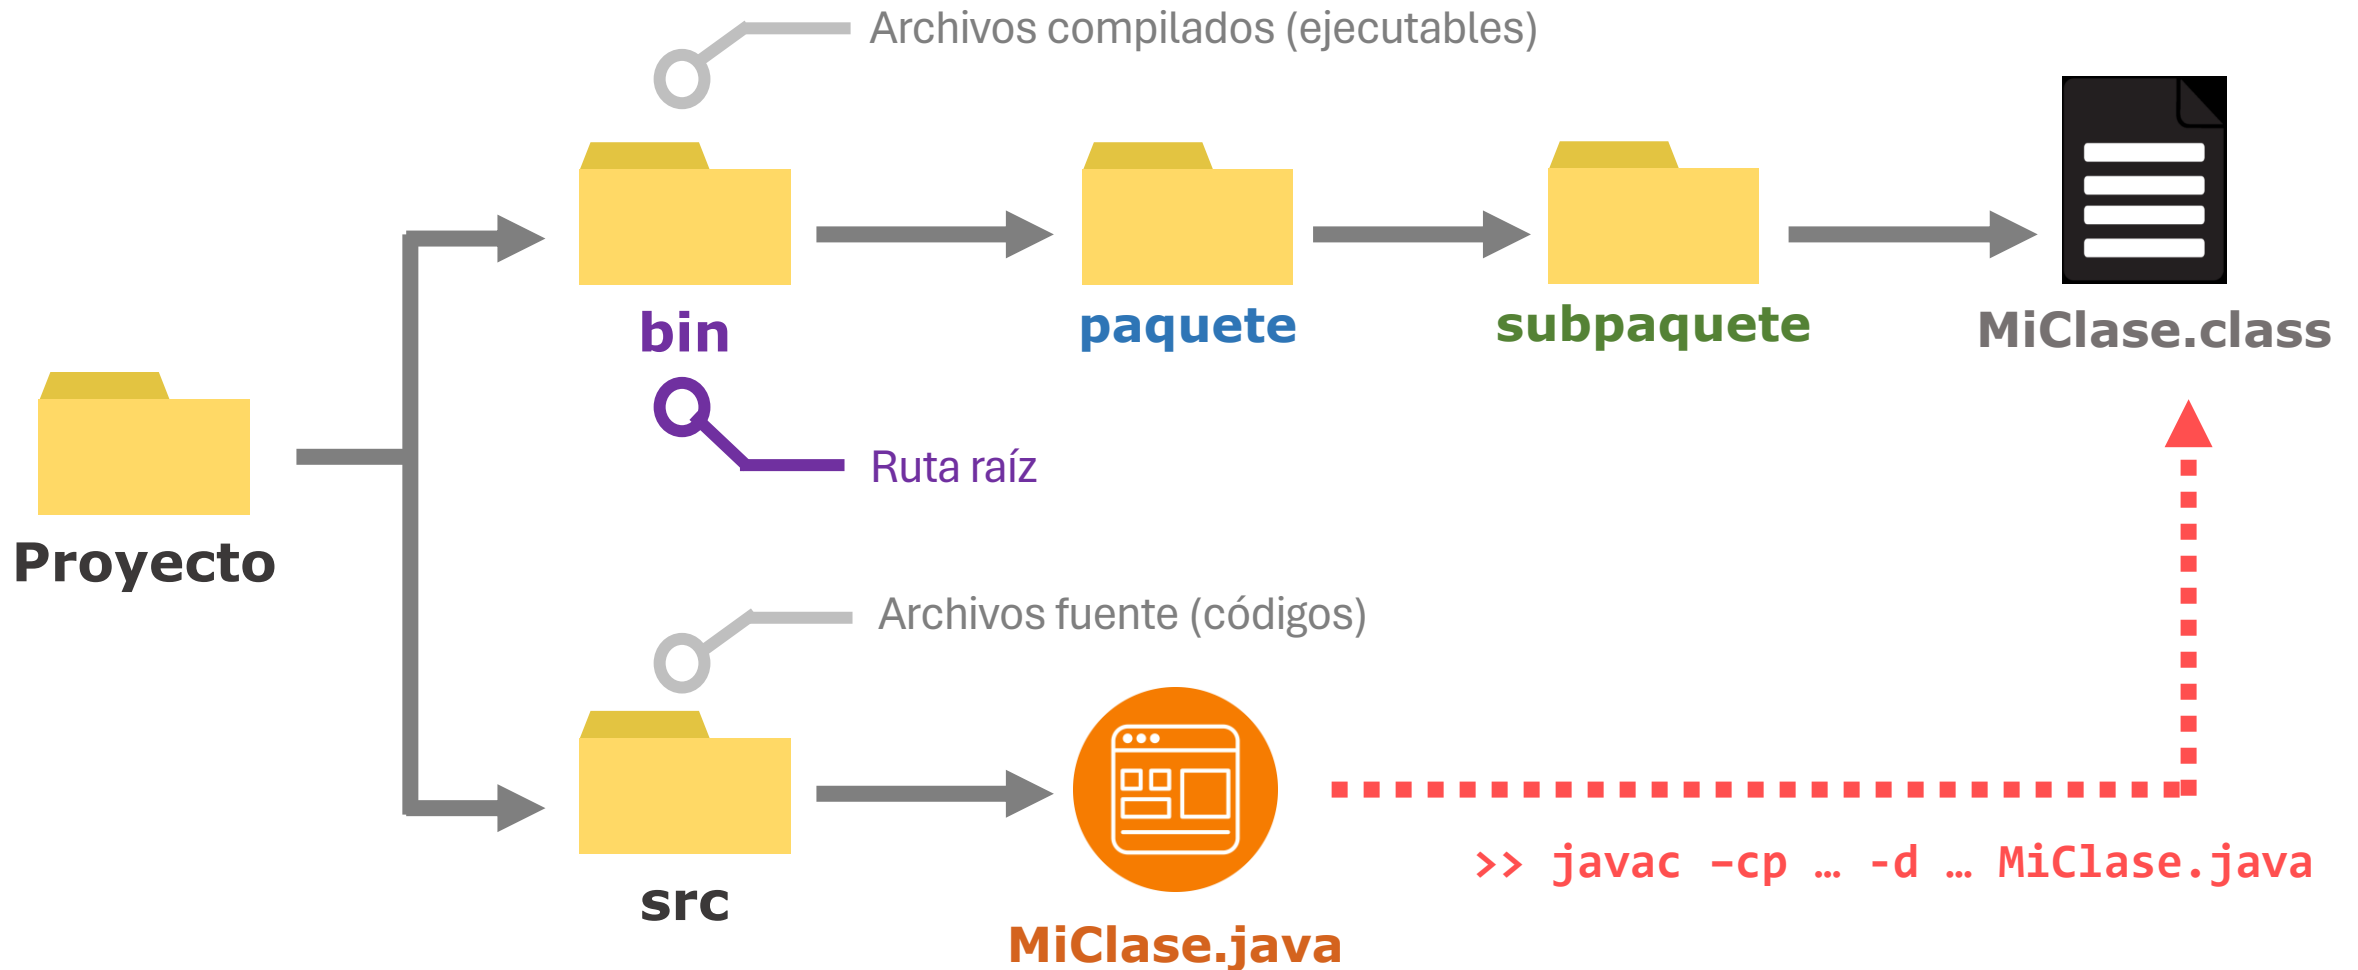 Archivos compilados (ejecutables)
bin
paquete
subpaquete
MiClase.class
Ruta raíz
Proyecto
Archivos fuente (códigos)
src
MiClase.java
>> javac –cp … -d … MiClase.java